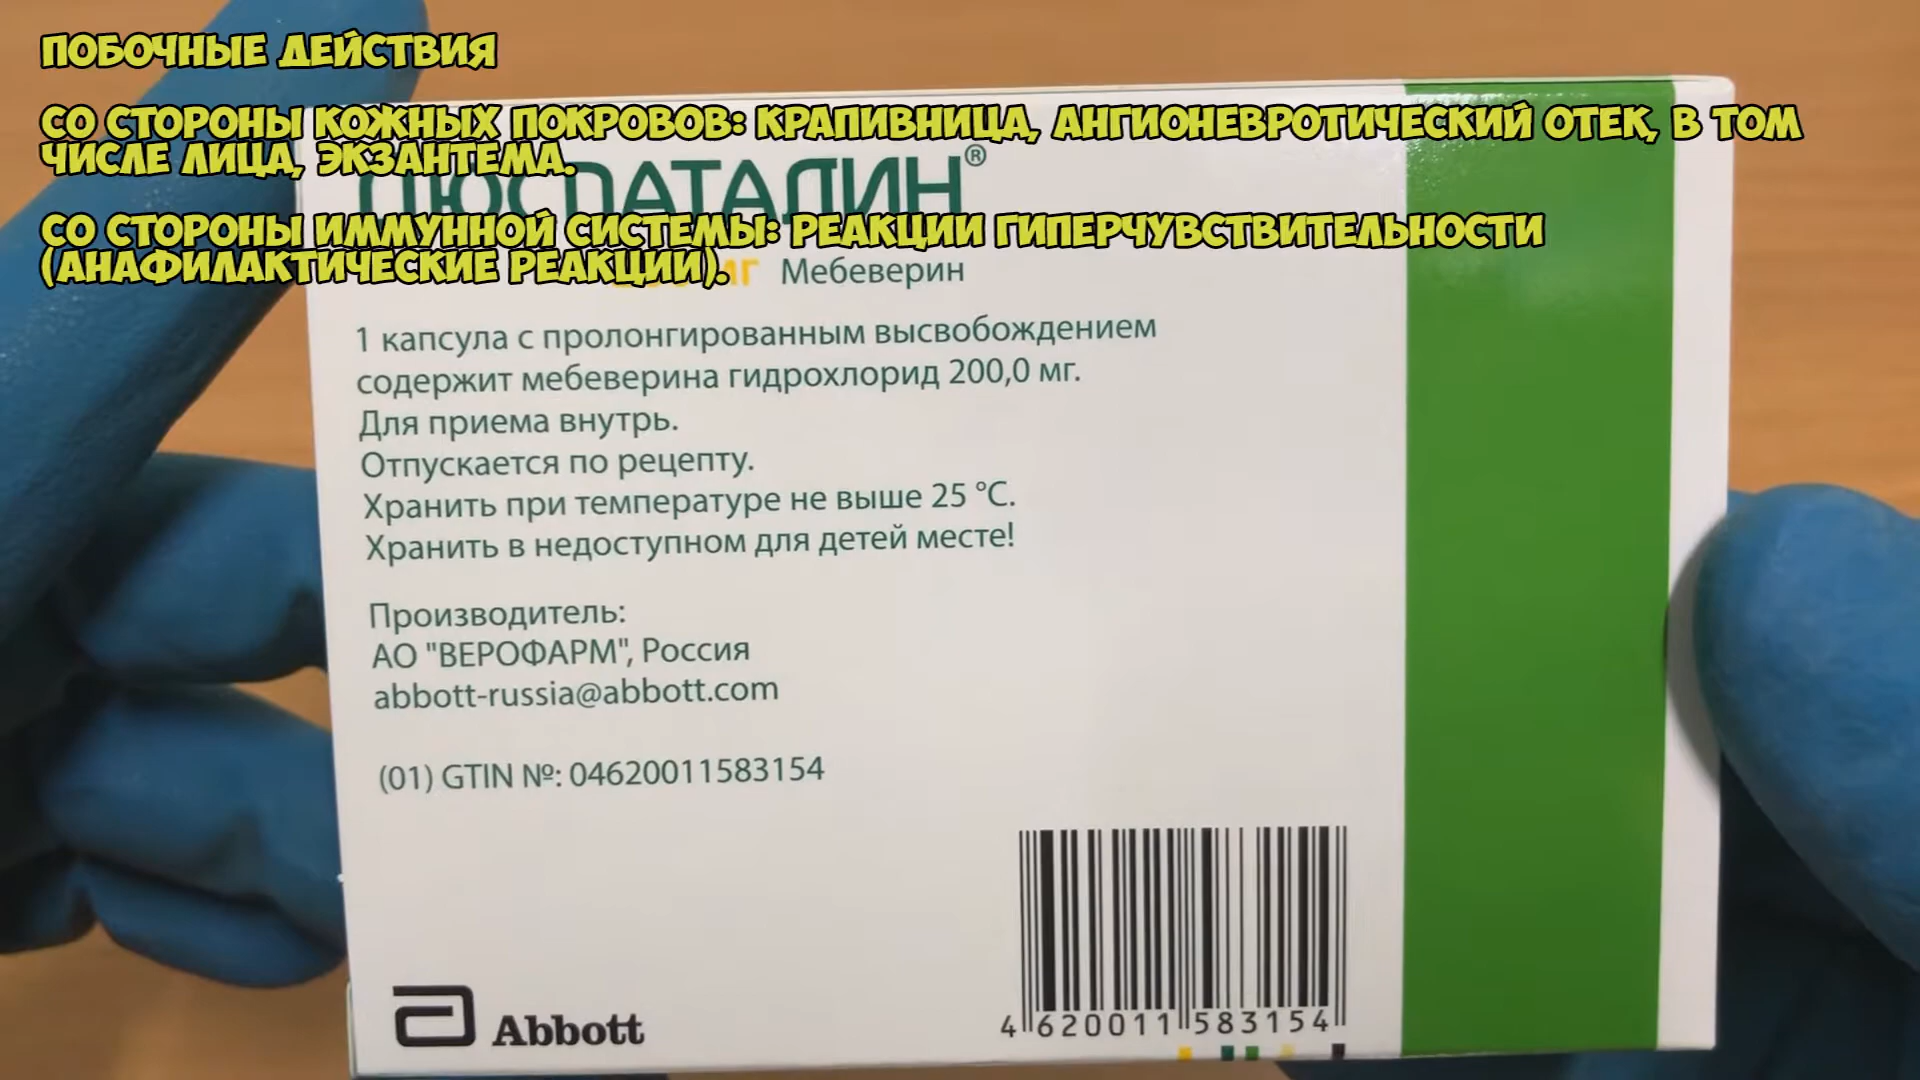 ПОБОЧНЫЕ ДЕЙСТВИЯ
СО СТОРОНЫ КОЖНЫХ ПОКРОВОВ: КРАПИВНИЦА, АНГИОНЕВРОТИЧЕСКИЙ ОТЕК, В ТОМ
ЧИСЛЕ ЛИЦА, ЭКЗАНТЕМА.
СО СТОРОНЫ ИММУННОЙ СИСТЕМЫ: РЕАКЦИИ ГИПЕРЧУВСТВИТЕЛЬНОСТИ
(АНАФИЛАКТИЧЕСКИЕ РЕАКЦИИ).
ДЮСПАТАЛИН®
мг Мебеверин
1 капсула с пролонгированным высвобождением
содержит мебеверина гидрохлорид 200,0 мг.
Для приема внутрь.
Отпускается по рецепту.
Хранить при температуре не выше 25 °C.
Хранить в недоступном для детей месте!
Производитель:
АО "ВЕРОФАРМ", Россия
abbott-russia@abbott.com
(01) GTIN №: 04620011583154
4 620011 583154
Abbott